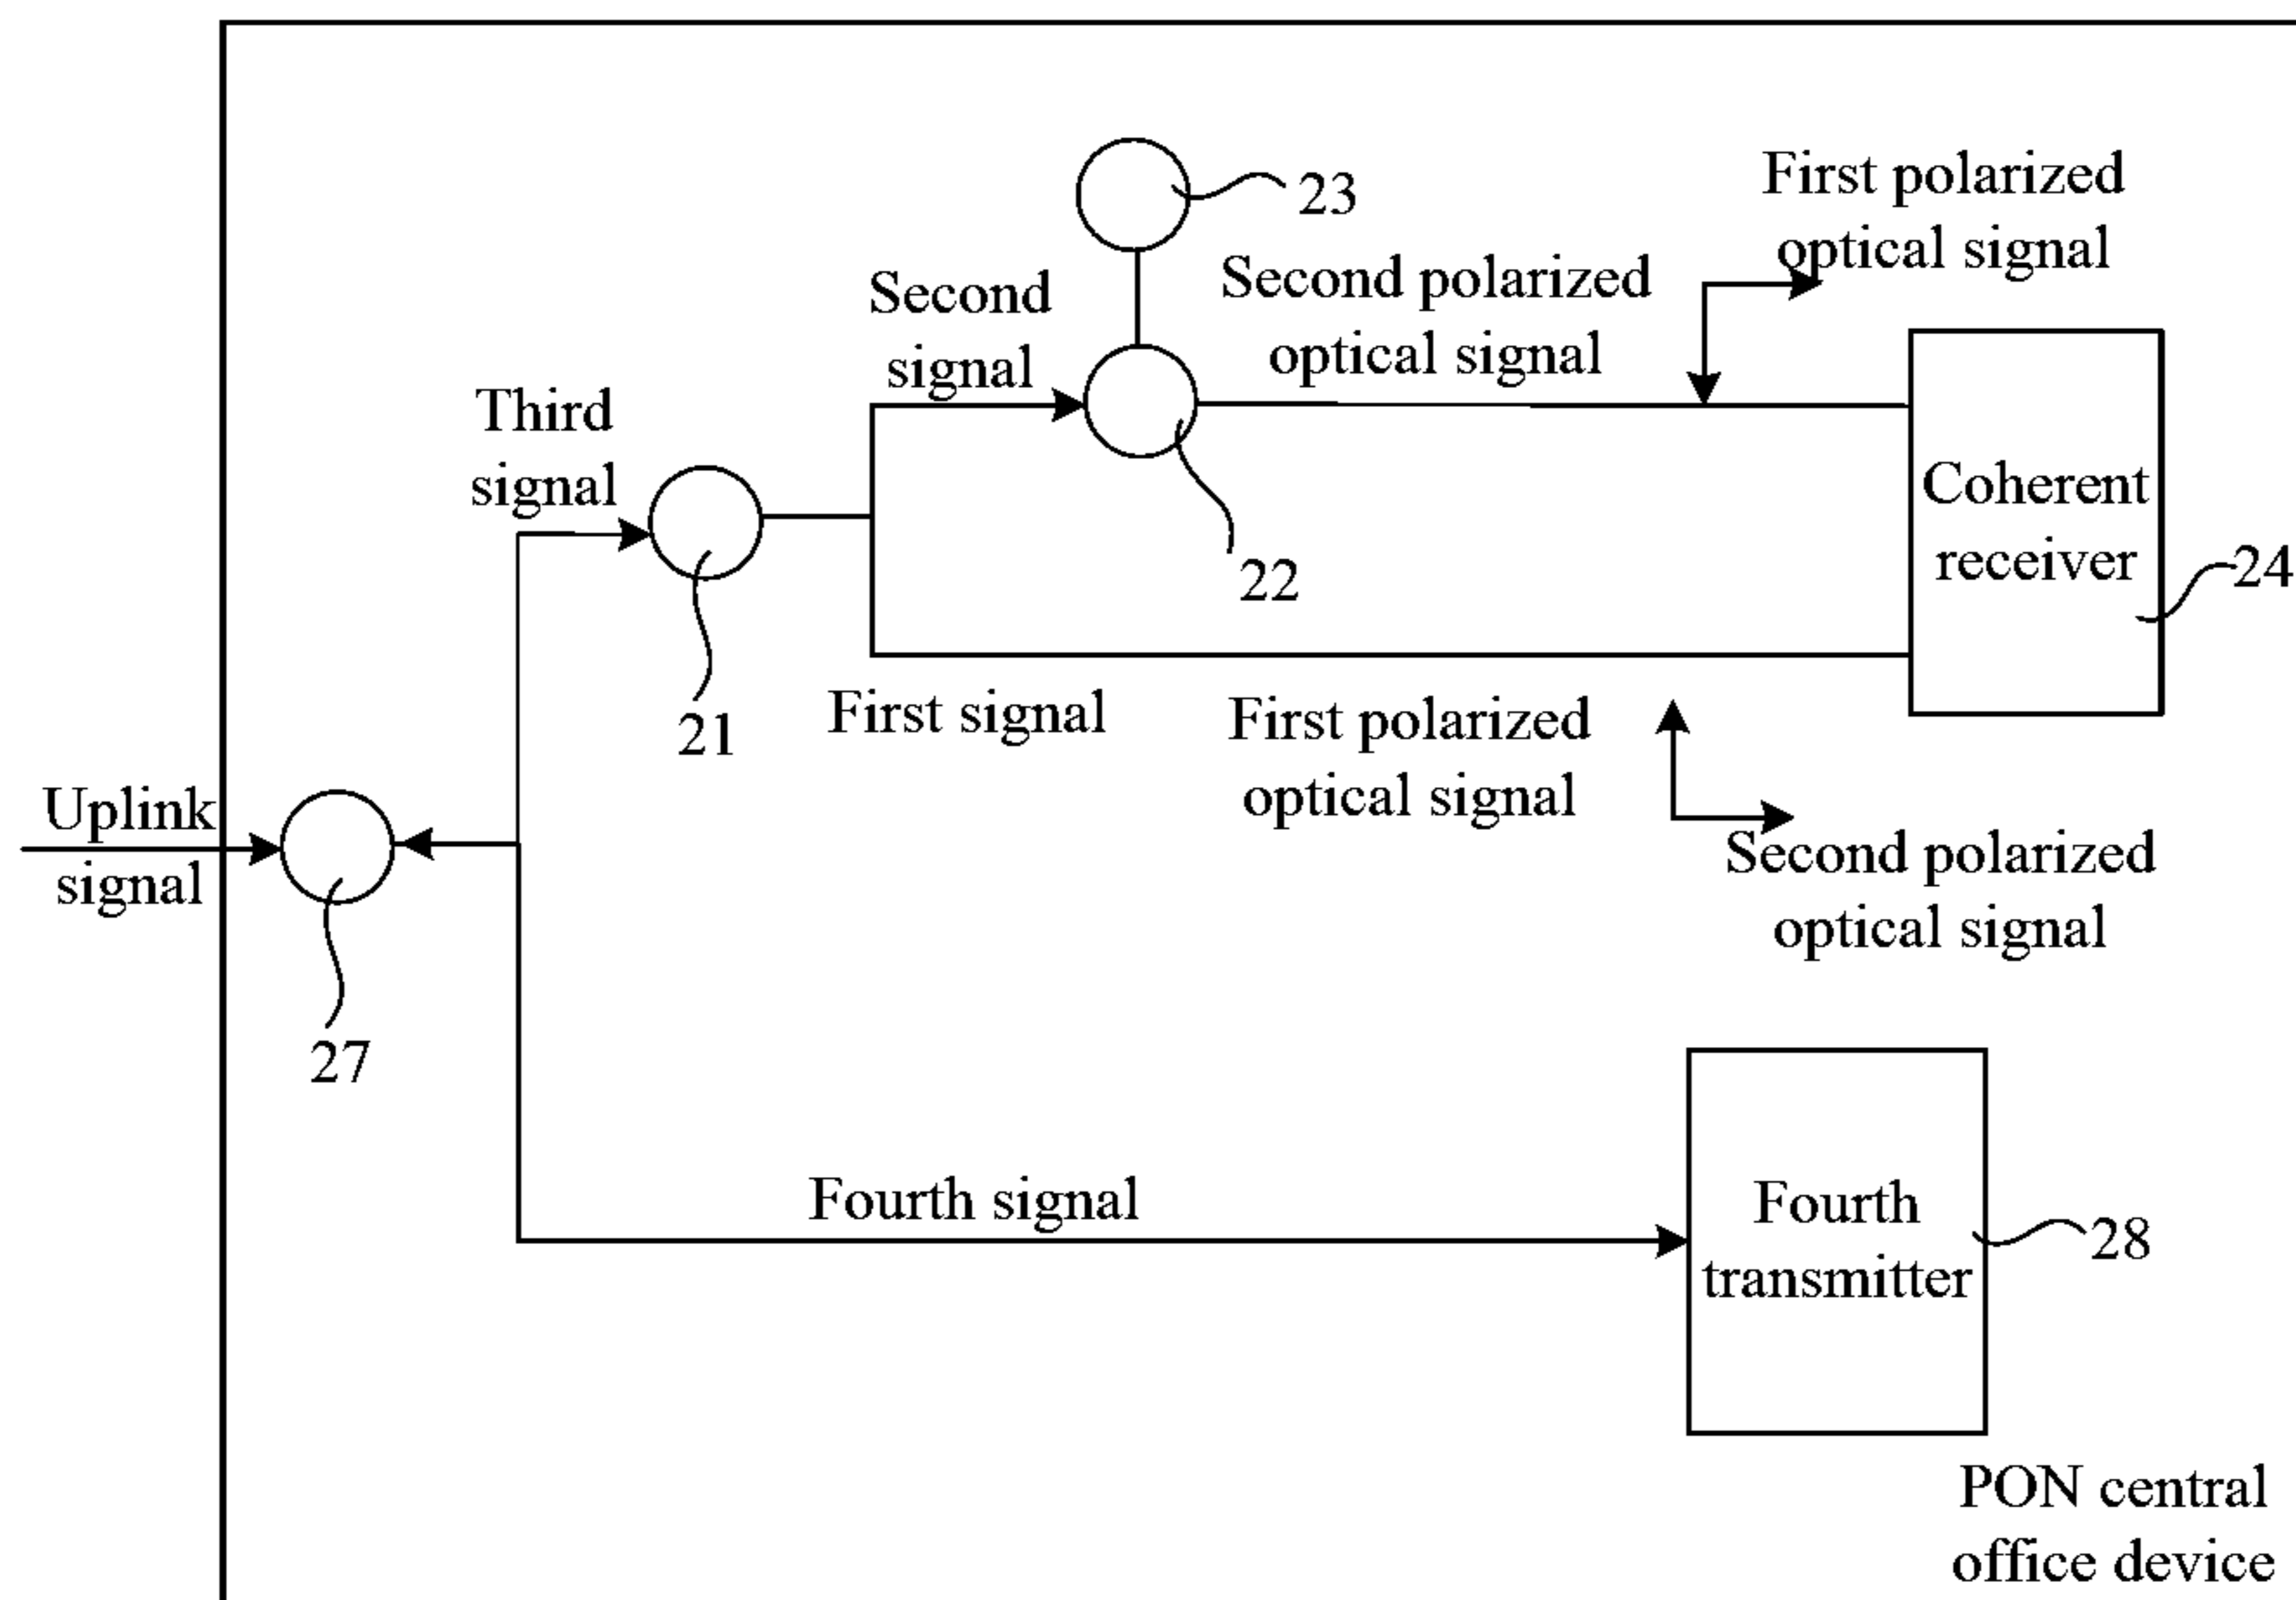 First polarized
optical signal
23
Second
signal
Second polarized
optical signal
Third
signal
Coherent
receiver
24
22
21
First signal
First polarized
optical signal
Second polarized
optical signal
Uplink
signal
27
Fourth signal
Fourth
transmitter
28
PON central
office device